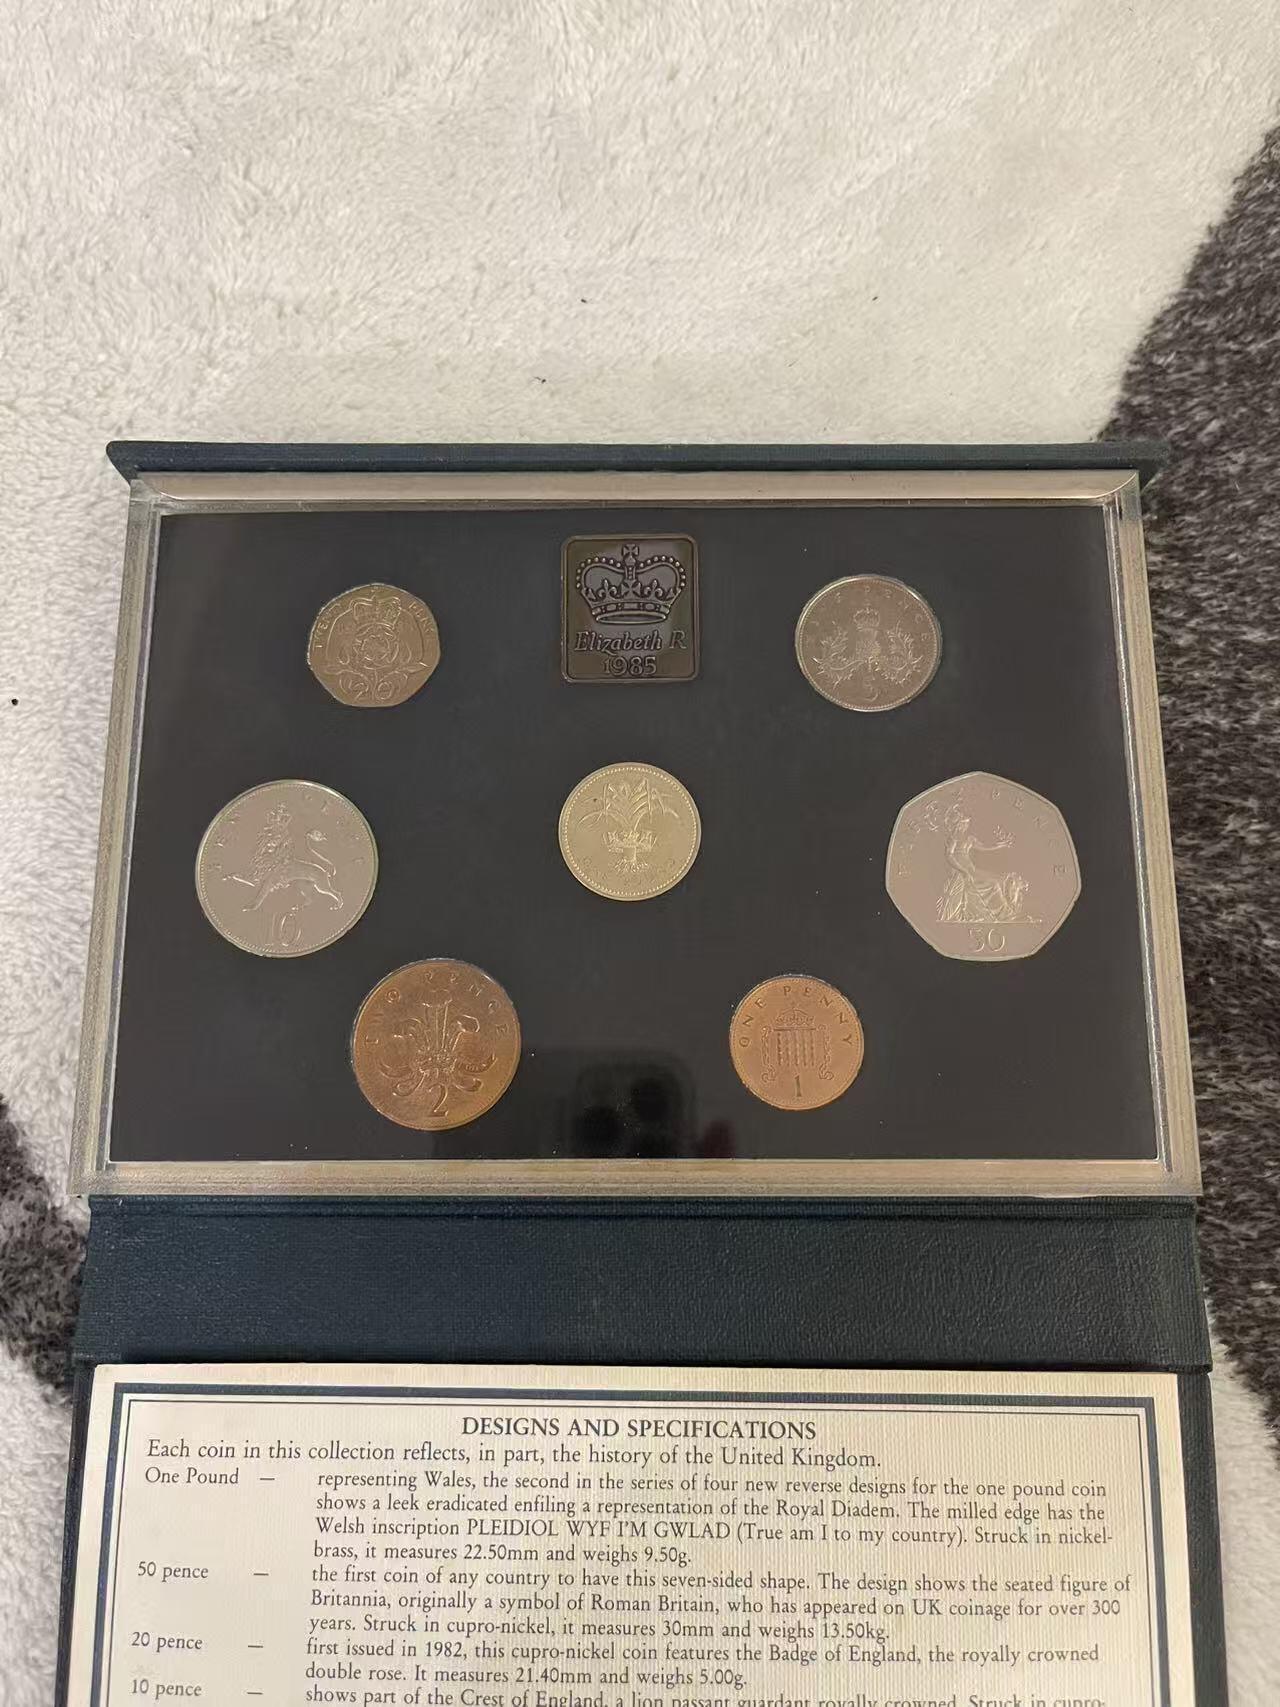 TWENTY PENCE
20
Elizabeth R
1985
FIVE PENCE
5
TEN PENCE
10
FIFTY PENCE
50
TWO PENCE
2
ONE PENNY
1
DESIGNS AND SPECIFICATIONS
Each coin in this collection reflects, in part, the history of the United Kingdom.
One Pound — representing Wales, the second in the series of four new reverse designs for the one pound coin
shows a leek eradicated enfiling a representation of the Royal Diadem. The milled edge has the
Welsh inscription PLEIDIOL WYF I'M GWLAD (True am I to my country). Struck in nickel-
brass, it measures 22.50mm and weighs 9.50g.
50 pence — the first coin of any country to have this seven-sided shape. The design shows the seated figure of
Britannia, originally a symbol of Roman Britain, who has appeared on UK coinage for over 300
years. Struck in cupro-nickel, it measures 30mm and weighs 13.50kg.
20 pence — first issued in 1982, this cupro-nickel coin features the Badge of England, the royally crowned
double rose. It measures 21.40mm and weighs 5.00g.
10 pence — shows part of the Crest of England, a lion passant guardant royally crowned. Struck in cupro-